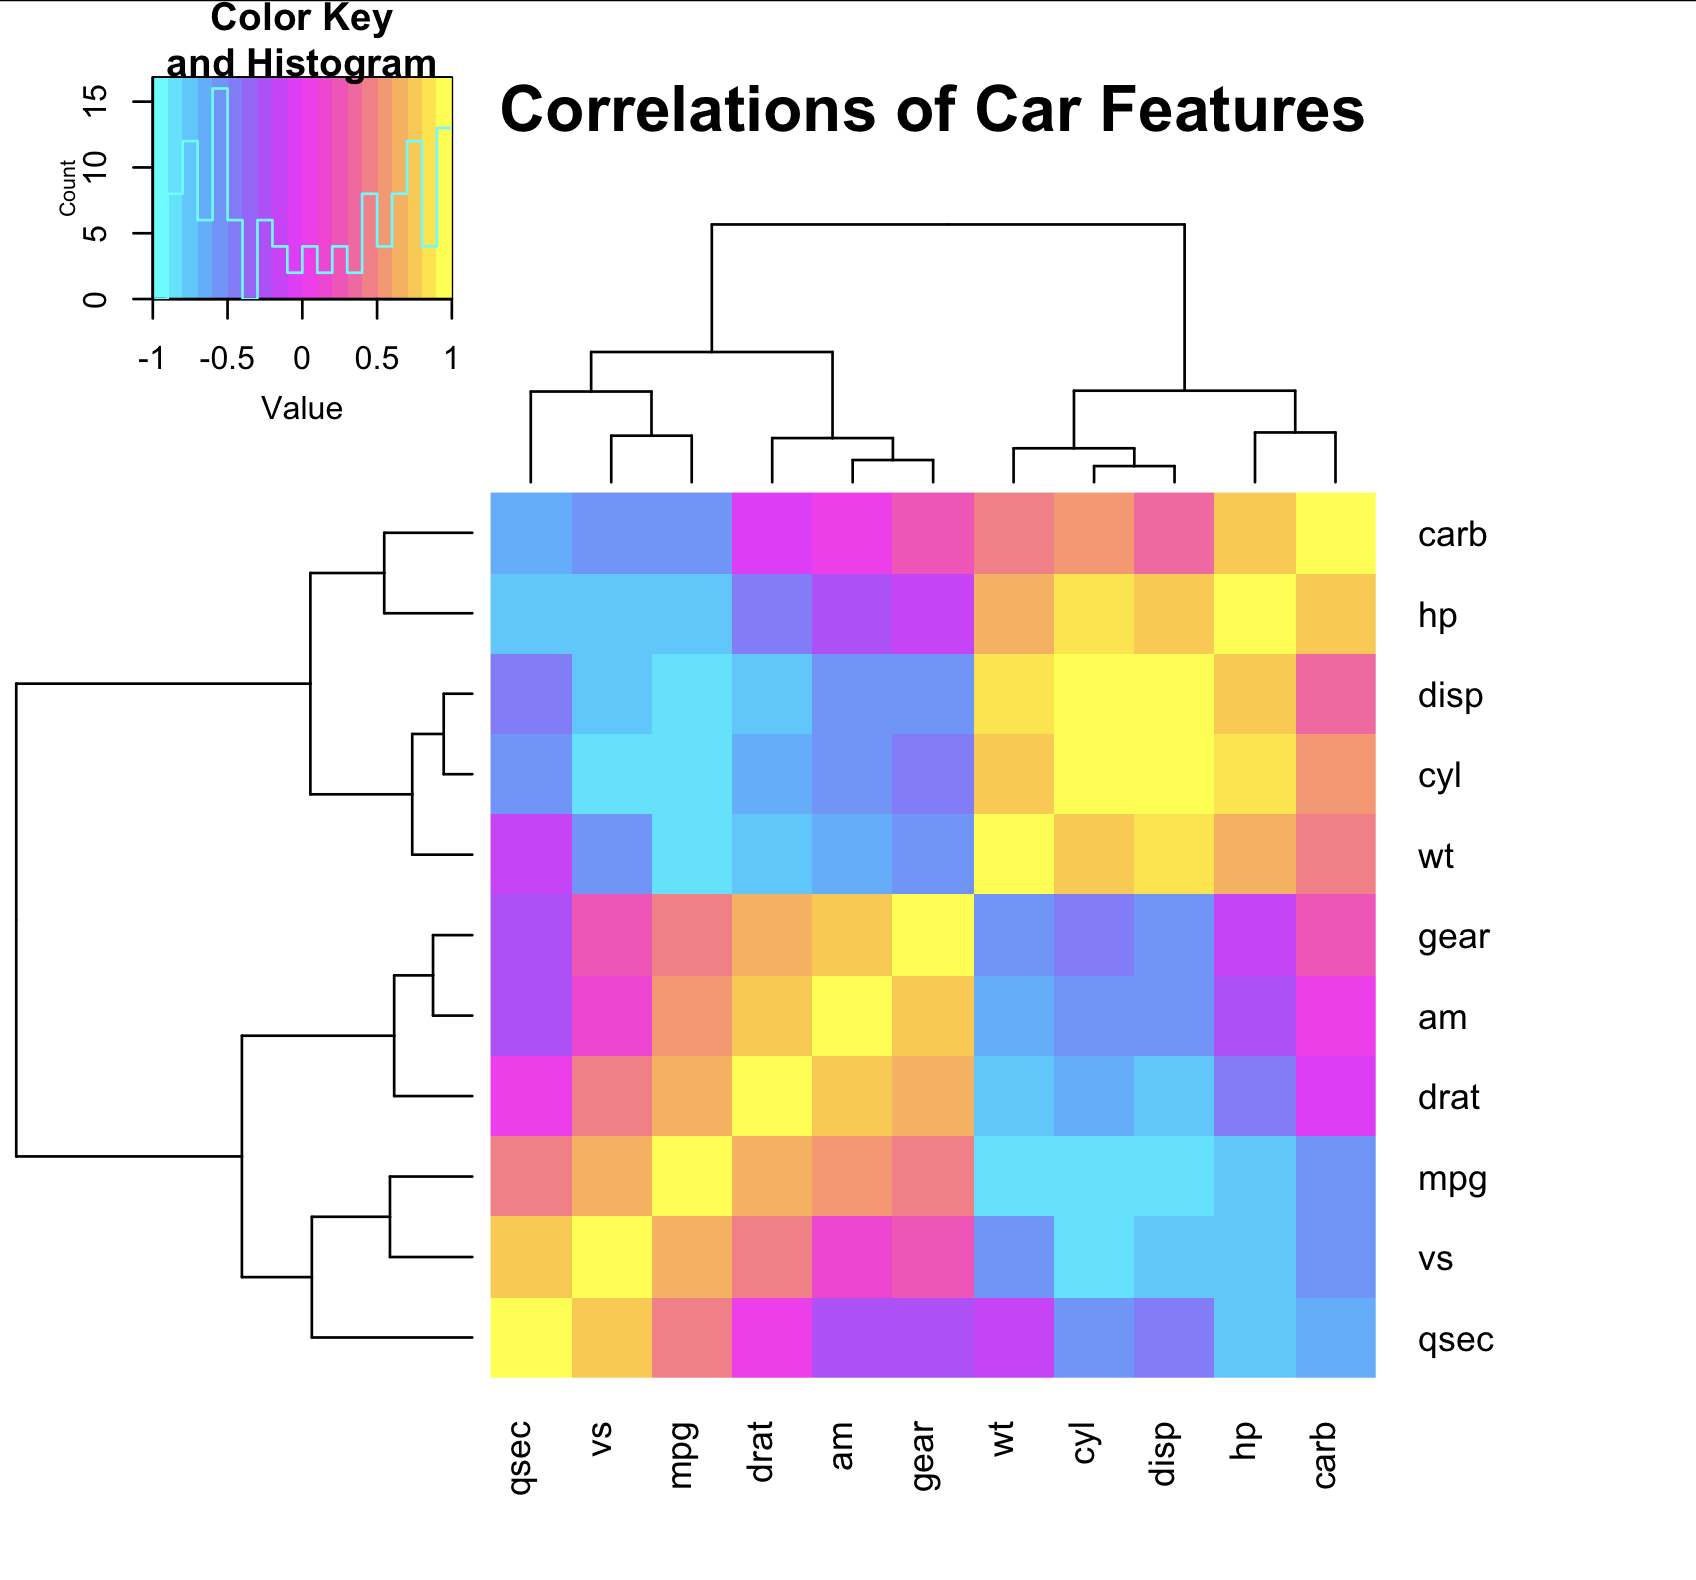 Color Key
and Histogram
Correlations of Car Features
Count
0 5 10 15
-1 -0.5 0 0.5 1
Value
carb
hp
disp
cyl
wt
gear
am
drat
mpg
vs
qsec
qsec vs mpg drat am gear wt cyl disp hp carb